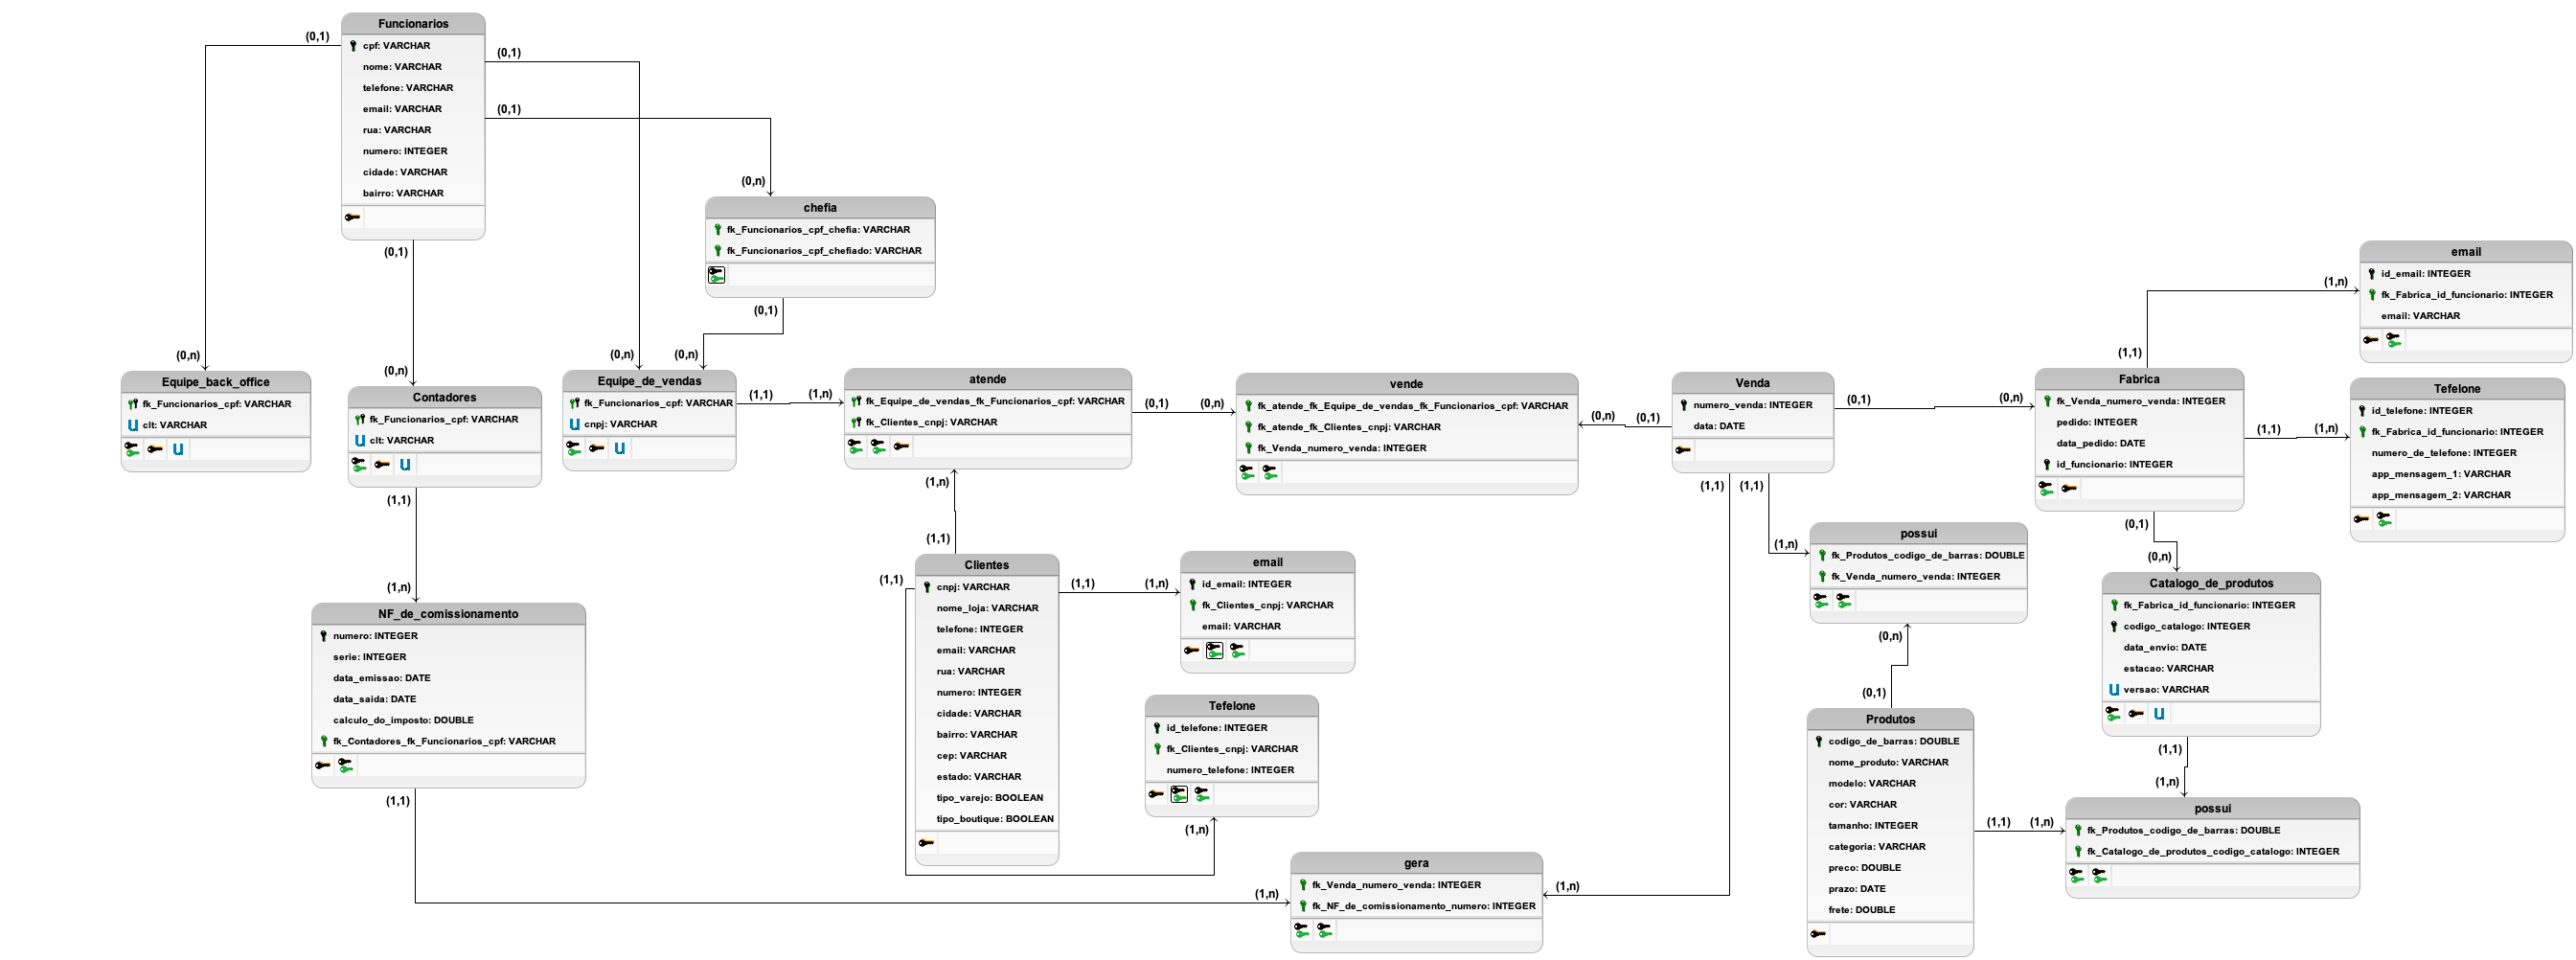 Funcionarios
cpf: VARCHAR
nome: VARCHAR
telefone: VARCHAR
email: VARCHAR
rua: VARCHAR
numero: INTEGER
cidade: VARCHAR
bairro: VARCHAR
(0,1)
(0,1)
(0,1)
(0,1)
(0,n)
(0,n)
(0,n)
(0,n)
chefia
fk_Funcionarios_cpf_chefia: VARCHAR
fk_Funcionarios_cpf_chefiado: VARCHAR
(0,1)
(0,n)
Equipe_back_office
fk_Funcionarios_cpf: VARCHAR
U clt: VARCHAR
U
Contadores
fk_Funcionarios_cpf: VARCHAR
U clt: VARCHAR
U
(1,1)
(1,n)
Equipe_de_vendas
fk_Funcionarios_cpf: VARCHAR
U cnpj: VARCHAR
U
(1,1)
(1,n)
atende
fk_Equipe_de_vendas_fk_Funcionarios_cpf: VARCHAR
fk_Clientes_cnpj: VARCHAR
(0,1)
(0,n)
(1,n)
(1,1)
vende
fk_atende_fk_Equipe_de_vendas_fk_Funcionarios_cpf: VARCHAR
fk_atende_fk_Clientes_cnpj: VARCHAR
fk_Venda_numero_venda: INTEGER
(0,n)
(0,1)
Venda
numero_venda: INTEGER
data: DATE
(0,1)
(0,n)
(1,1)
(1,1)
(1,n)
Fabrica
fk_Venda_numero_venda: INTEGER
pedido: INTEGER
data_pedido: DATE
id_funcionario: INTEGER
(1,1)
(1,n)
(1,1)
(1,n)
(0,1)
(0,n)
email
id_email: INTEGER
fk_Fabrica_id_funcionario: INTEGER
email: VARCHAR
Tefelone
id_telefone: INTEGER
fk_Fabrica_id_funcionario: INTEGER
numero_de_telefone: INTEGER
app_mensagem_1: VARCHAR
app_mensagem_2: VARCHAR
NF_de_comissionamento
numero: INTEGER
serie: INTEGER
data_emissao: DATE
data_saida: DATE
calculo_do_imposto: DOUBLE
fk_Contadores_fk_Funcionarios_cpf: VARCHAR
(1,1)
(1,n)
Clientes
cnpj: VARCHAR
nome_loja: VARCHAR
telefone: INTEGER
email: VARCHAR
rua: VARCHAR
numero: INTEGER
cidade: VARCHAR
bairro: VARCHAR
cep: VARCHAR
estado: VARCHAR
tipo_varejo: BOOLEAN
tipo_boutique: BOOLEAN
(1,1)
(1,1)
(1,n)
(1,n)
email
id_email: INTEGER
fk_Clientes_cnpj: VARCHAR
email: VARCHAR
Tefelone
id_telefone: INTEGER
fk_Clientes_cnpj: VARCHAR
numero_telefone: INTEGER
possui
fk_Produtos_codigo_de_barras: DOUBLE
fk_Venda_numero_venda: INTEGER
(0,n)
(0,1)
Catalogo_de_produtos
fk_Fabrica_id_funcionario: INTEGER
codigo_catalogo: INTEGER
data_envio: DATE
estacao: VARCHAR
U versao: VARCHAR
U
(1,1)
(1,n)
Produtos
codigo_de_barras: DOUBLE
nome_produto: VARCHAR
modelo: VARCHAR
cor: VARCHAR
tamanho: INTEGER
categoria: VARCHAR
preco: DOUBLE
prazo: DATE
frete: DOUBLE
(1,1)
(1,n)
possui
fk_Produtos_codigo_de_barras: DOUBLE
fk_Catalogo_de_produtos_codigo_catalogo: INTEGER
gera
fk_Venda_numero_venda: INTEGER
fk_NF_de_comissionamento_numero: INTEGER
(1,n)